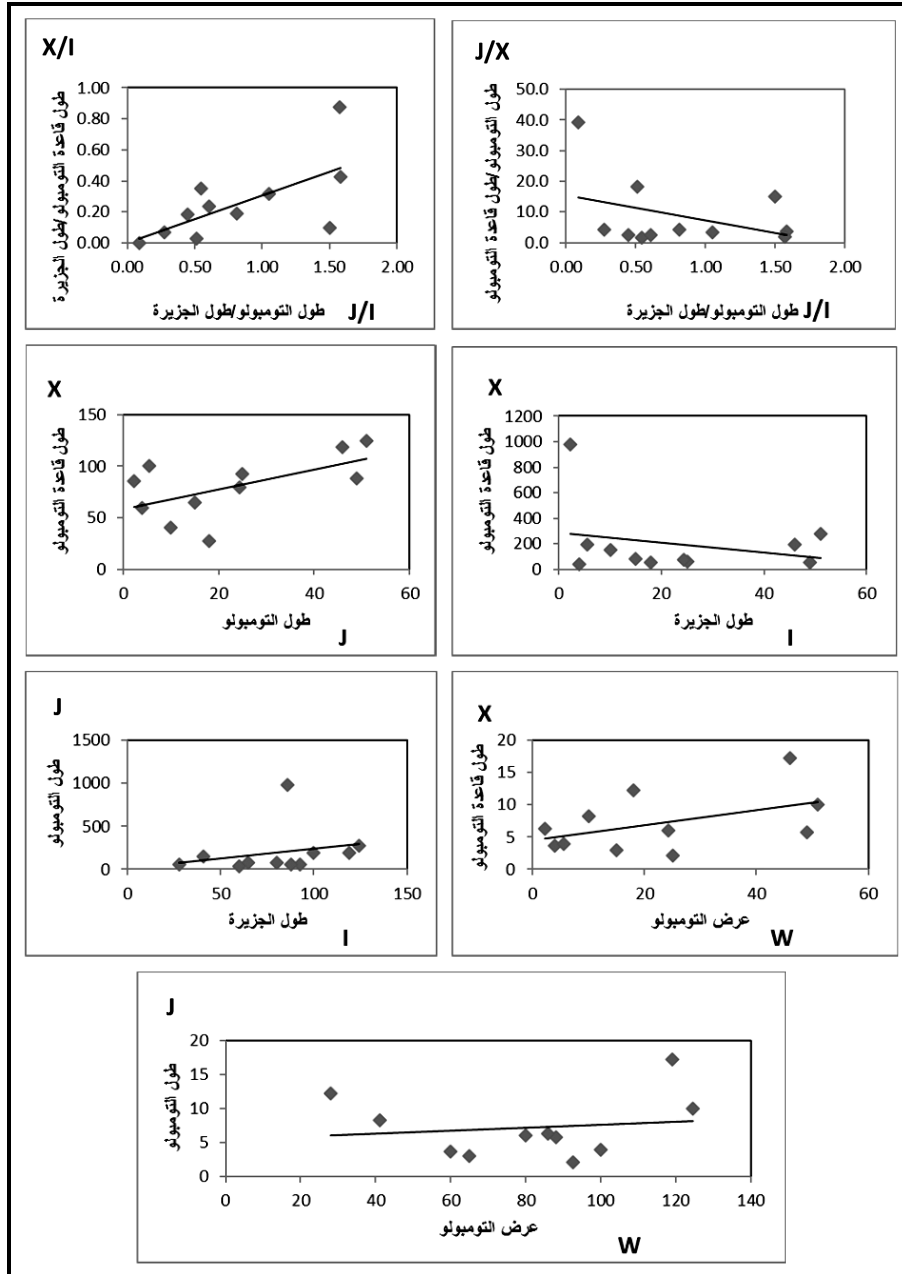 X/I
طول قاعدة التومبولو/طول الجزيرة
1.00
0.80
0.60
0.40
0.20
0.00
0.00 0.50 1.00 1.50 2.00
طول التومبولو/طول الجزيرة J/I
J/X
طول التومبولو/طول قاعدة التومبولو
50.0
40.0
30.0
20.0
10.0
0.0
0.00 0.50 1.00 1.50 2.00
طول التومبولو/طول الجزيرة J/I
X
طول قاعدة التومبولو
150
100
50
0
0 20 40 60
طول التومبولو
J
X
طول قاعدة التومبولو
1200
1000
800
600
400
200
0
0 20 40 60
طول الجزيرة
I
J
طول التومبولو
1500
1000
500
0
0 50 100 150
طول الجزيرة
I
X
طول قاعدة التومبولو
20
15
10
5
0
0 20 40 60
عرض التومبولو
W
J
طول التومبولو
20
15
10
5
0
0 20 40 60 80 100 120 140
عرض التومبولو
W